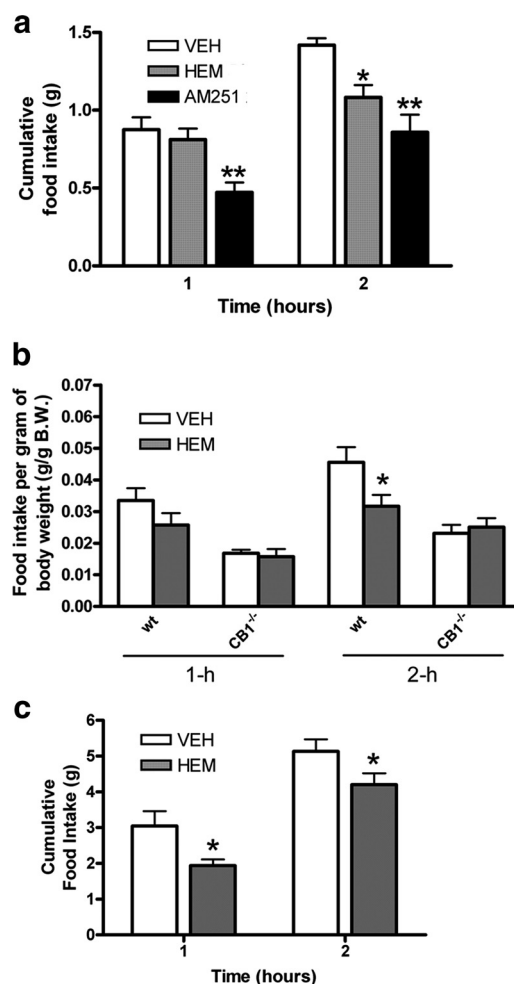 a
Cumulative
food intake (g)
1.5
1.0
0.5
0.0
VEH
HEM
AM251
**
*
**
1
2
Time (hours)
b
Food intake per gram of
body weight (g/g B.W.)
0.07
0.06
0.05
0.04
0.03
0.02
0.01
0.00
VEH
HEM
*
wt
CB1-/-
wt
CB1-/-
1-h
2-h
c
Cumulative
Food Intake (g)
6
5
4
3
2
1
0
VEH
HEM
*
*
1
2
Time (hours)